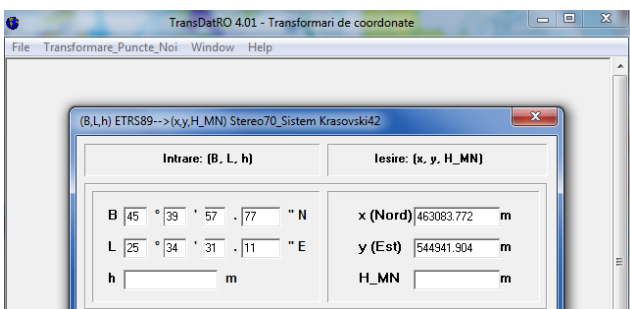 TransDatRO 4.01 - Transformari de coordonate
File Transformare_Puncte_Noi Window Help
(B,L,h) ETRS89-->(x,y,H_MN) Stereo70_Sistem Krasovski42
Intrare: (B, L, h) Iesire: (x, y, H_MN)
B 45 ° 39 ' 57 . 77 " N x (Nord) 463083.772 m
L 25 ° 34 ' 31 . 11 " E y (Est) 544941.904 m
h m H_MN m